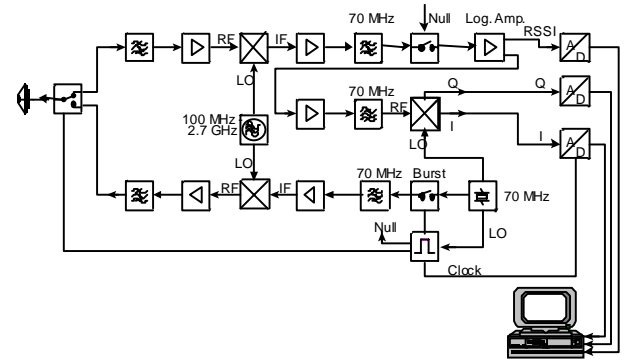 70 MHz
Null
Log. Amp.
RF
IF
RSSI
A
D
LO
70 MHz
Q
Q
A
D
100 MHz -
2.7 GHz
RF
I
LO
I
A
D
LO
RF
IF
70 MHz
Burst
70 MHz
Null
LO
Clock